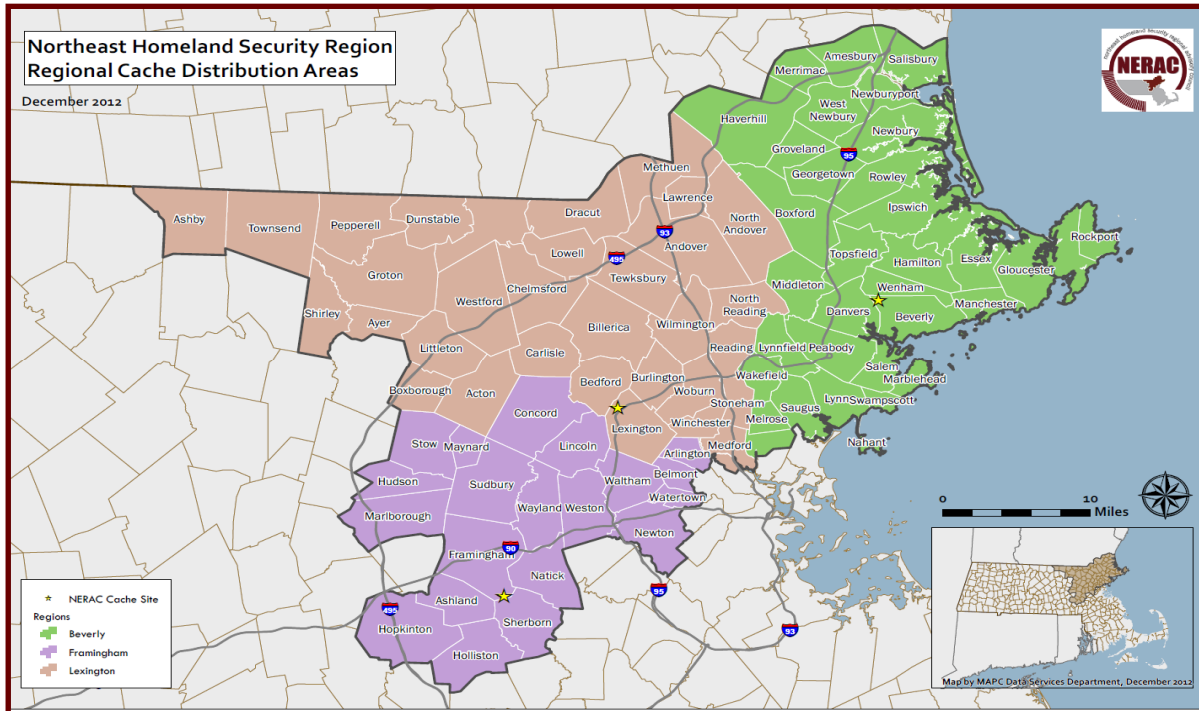 Northeast Homeland Security Region
Regional Cache Distribution Areas
December 2012
NERAC
Amesbury
Salisbury
Merrimac
Newburyport
West
Newbury
Haverhill
Newbury
Groveland
95
Georgetown
Rowley
Methuen
Lawrence
Ipswich
Boxford
North
Andover
Dracut
Dunstable
Pepperell
Ashby
Townsend
93
Andover
Rockport
Lowell
495
Topsfield
Essex
Hamilton
Gloucester
Groton
Tewksbury
Chelmsford
Westford
Middleton
Wenham
North
Reading
Manchester
Shirley
Ayer
Billerica
Wilmington
Danvers
Beverly
Littleton
Carlisle
Reading
Lynnfield
Peabody
Salem
Marblehead
Burlington
Wakefield
Bedford
Boxborough
Acton
Woburn
Stoneham
Lynn
Swampscott
Saugus
Concord
Lexington
Winchester
Melrose
Nahant
Medford
Stow
Maynard
Lincoln
Arlington
Belmont
Hudson
Sudbury
Waltham
Watertown
Marlborough
Wayland
Weston
Newton
Framingham
90
Natick
95
Ashland
Sherborn
495
Hopkinton
93
Holliston
0
10
Miles
NERAC Cache Site
Regions
Beverly
Framingham
Lexington
Map by MAPC Data Services Department, December 2012